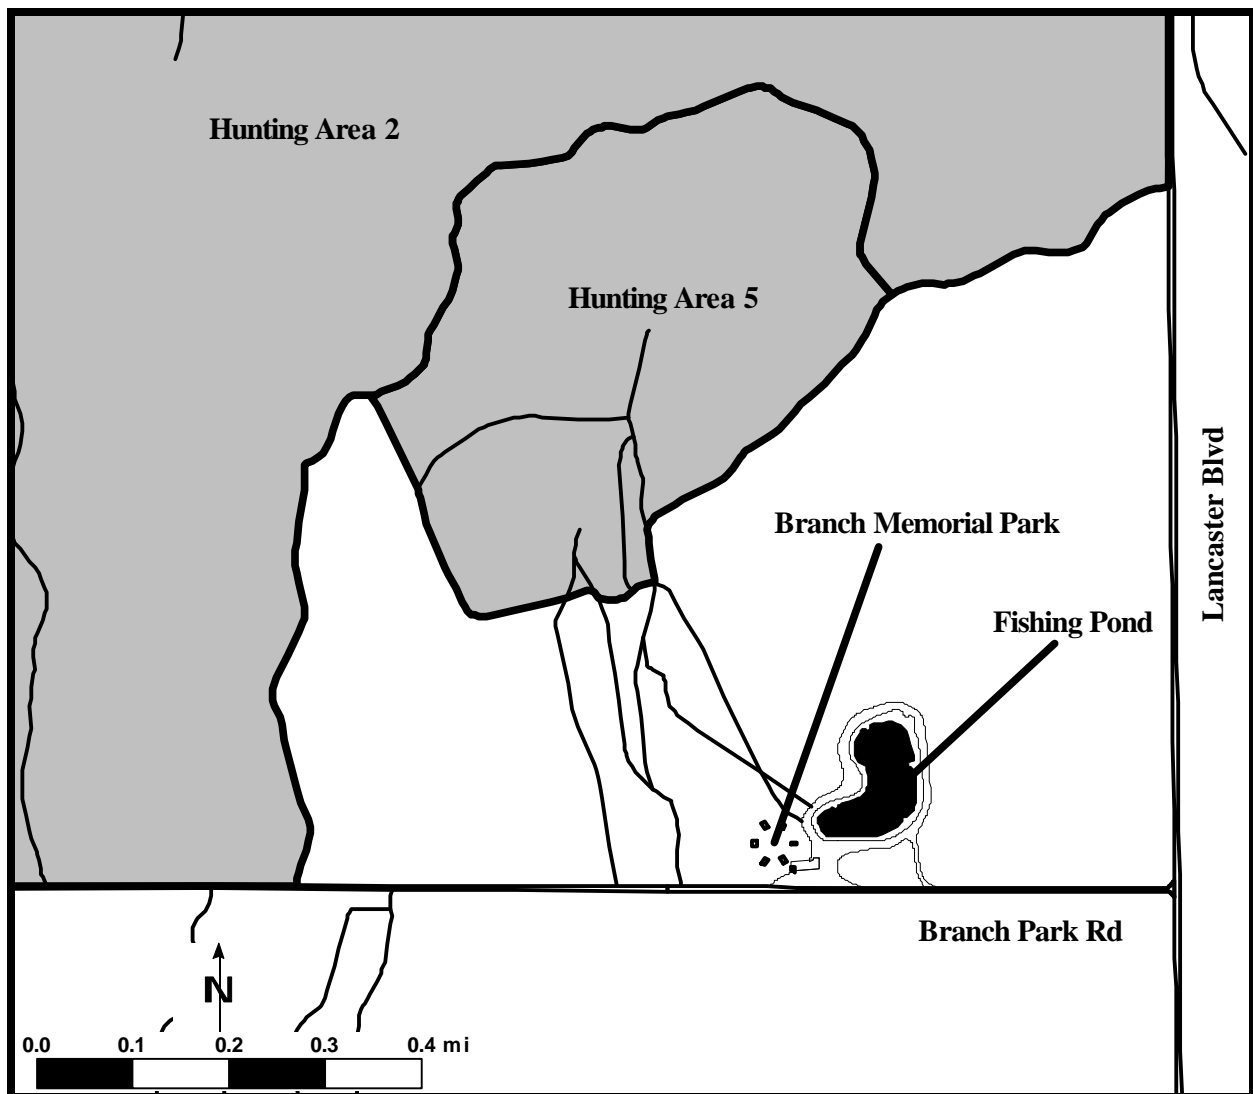 Hunting Area 2
Hunting Area 5
Branch Memorial Park
Lancaster Blvd
Fishing Pond
Branch Park Rd
N
0.0 0.1 0.2 0.3 0.4 mi